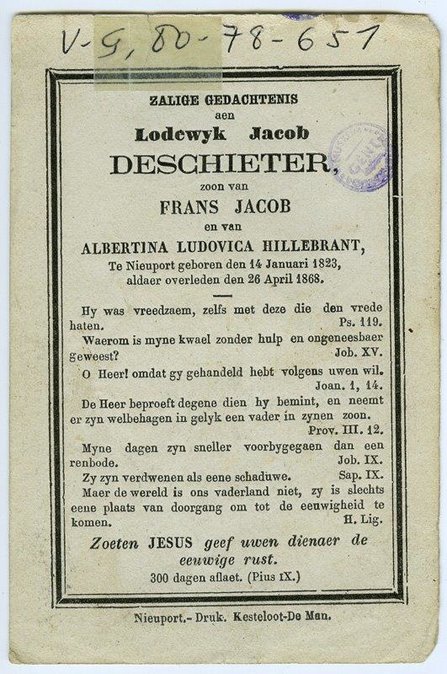 V-G, 80-78-651
ZALIGE GEDACHTENIS
aen
Lodewyk Jacob
DESCHIETER,
zoon van
FRANS JACOB
en van
ALBERTINA LUDOVICA HILLEBRANT,
Te Nieuport geboren den 14 Januari 1823,
aldaer overleden den 26 April 1868.
Hy was vreedzaem, zelfs met deze die den vrede
haten. Ps. 119.
Waerom is myne kwael zonder hulp en ongeneesbaer
geweest? Job. XV.
O Heer! omdat gy gehandeld hebt volgens uwen wil.
Joan. 1, 14.
De Heer beproeft degene dien hy bemint, en neemt
er zyn welbehagen in gelyk een vader in zynen zoon.
Prov. III. 12.
Myne dagen zyn sneller voorbygegaen dan een
renbode. Job. IX.
Zy zyn verdwenen als eene schaduwe. Sap. IX.
Maer de wereld is ons vaderland niet, zy is slechts
eene plaats van doorgang om tot de eeuwigheid te
komen. H. Lig.
Zoeten JESUS geef uwen dienaer de
eeuwige rust.
300 dagen aflaet. (Pius IX.)
Nieuport.- Druk. Kesteloot-De Man.